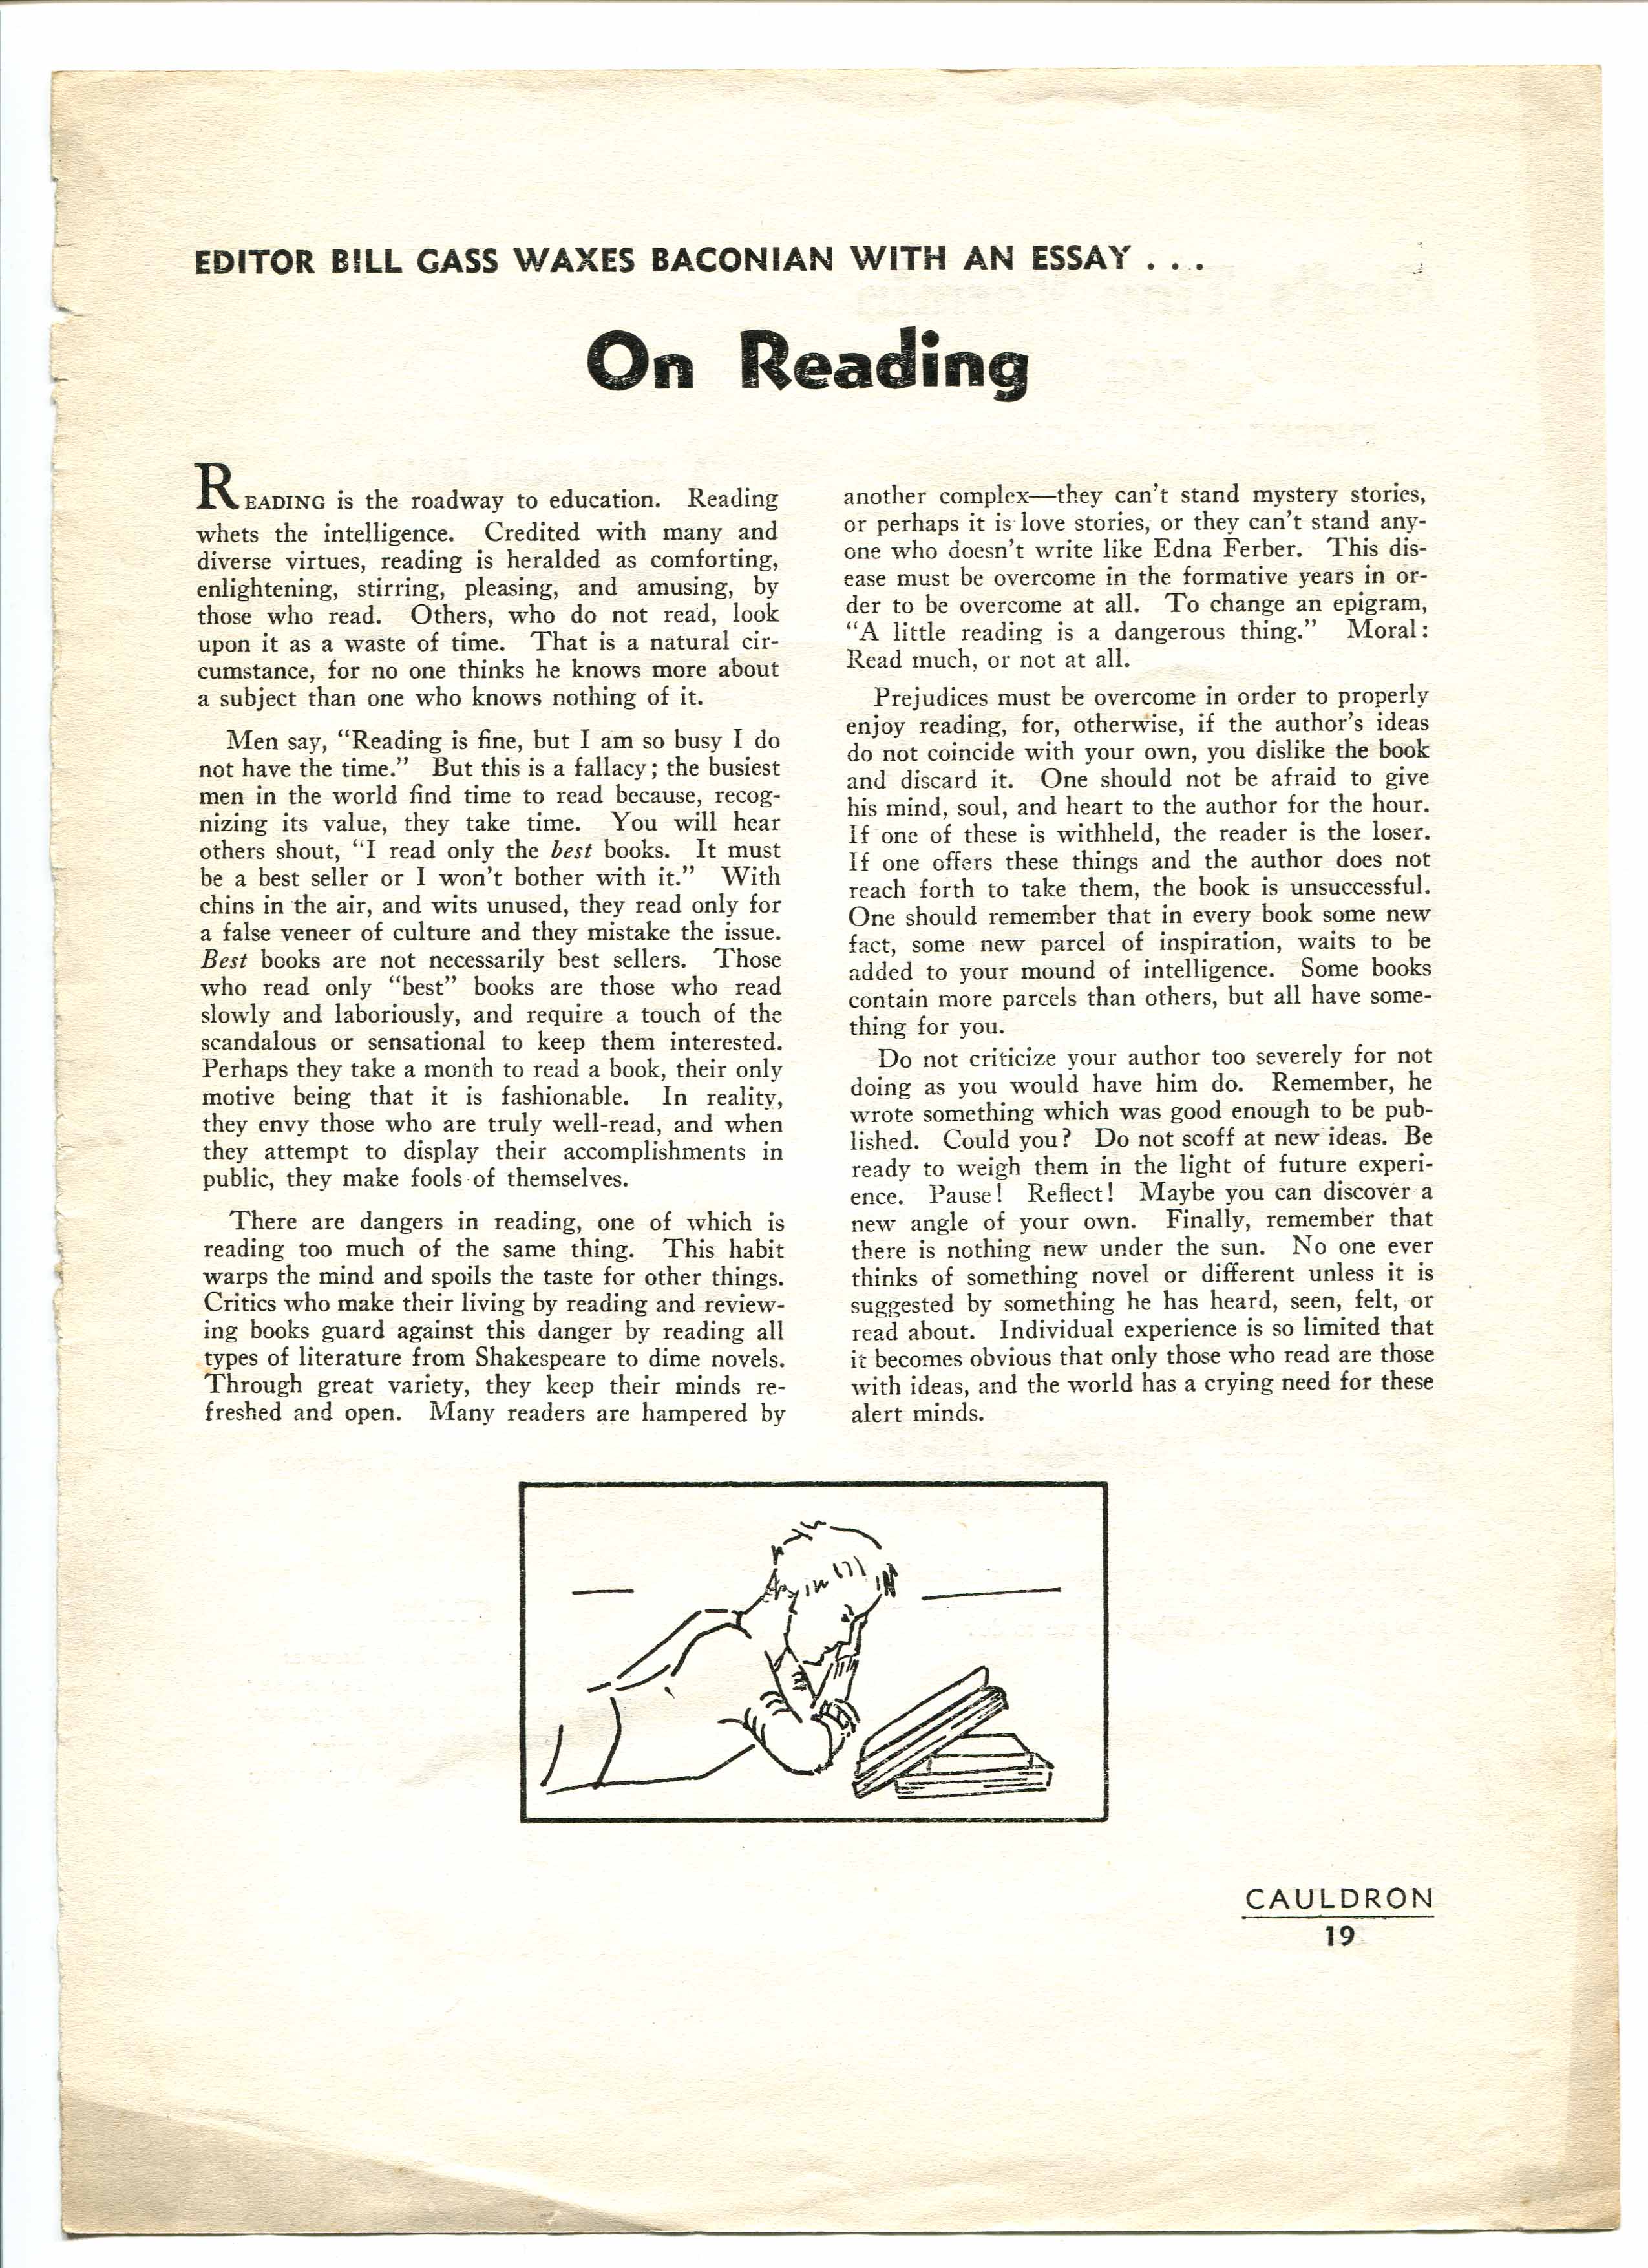 EDITOR BILL GASS WAXES BACONIAN WITH AN ESSAY . . .
On Reading
READING is the roadway to education. Reading
whets the intelligence. Credited with many and
diverse virtues, reading is heralded as comforting,
enlightening, stirring, pleasing, and amusing, by
those who read. Others, who do not read, look
upon it as a waste of time. That is a natural cir-
cumstance, for no one thinks he knows more about
a subject than one who knows nothing of it.
Men say, "Reading is fine, but I am so busy I do
not have the time." But this is a fallacy; the busiest
men in the world find time to read because, recog-
nizing its value, they take time. You will hear
others shout, "I read only the best books. It must
be a best seller or I won't bother with it." With
chins in the air, and wits unused, they read only for
a false veneer of culture and they mistake the issue.
Best books are not necessarily best sellers. Those
who read only "best" books are those who read
slowly and laboriously, and require a touch of the
scandalous or sensational to keep them interested.
Perhaps they take a month to read a book, their only
motive being that it is fashionable. In reality,
they envy those who are truly well-read, and when
they attempt to display their accomplishments in
public, they make fools of themselves.
There are dangers in reading, one of which is
reading too much of the same thing. This habit
warps the mind and spoils the taste for other things.
Critics who make their living by reading and review-
ing books guard against this danger by reading all
types of literature from Shakespeare to dime novels.
Through great variety, they keep their minds re-
freshed and open. Many readers are hampered by
another complex—they can't stand mystery stories,
or perhaps it is love stories, or they can't stand any-
one who doesn't write like Edna Ferber. This dis-
ease must be overcome in the formative years in or-
der to be overcome at all. To change an epigram,
"A little reading is a dangerous thing." Moral:
Read much, or not at all.
Prejudices must be overcome in order to properly
enjoy reading, for, otherwise, if the author's ideas
do not coincide with your own, you dislike the book
and discard it. One should not be afraid to give
his mind, soul, and heart to the author for the hour.
If one of these is withheld, the reader is the loser.
If one offers these things and the author does not
reach forth to take them, the book is unsuccessful.
One should remember that in every book some new
fact, some new parcel of inspiration, waits to be
added to your mound of intelligence. Some books
contain more parcels than others, but all have some-
thing for you.
Do not criticize your author too severely for not
doing as you would have him do. Remember, he
wrote something which was good enough to be pub-
lished. Could you? Do not scoff at new ideas. Be
ready to weigh them in the light of future experi-
ence. Pause! Reflect! Maybe you can discover a
new angle of your own. Finally, remember that
there is nothing new under the sun. No one ever
thinks of something novel or different unless it is
suggested by something he has heard, seen, felt, or
read about. Individual experience is so limited that
it becomes obvious that only those who read are those
with ideas, and the world has a crying need for these
alert minds.
CAULDRON
19